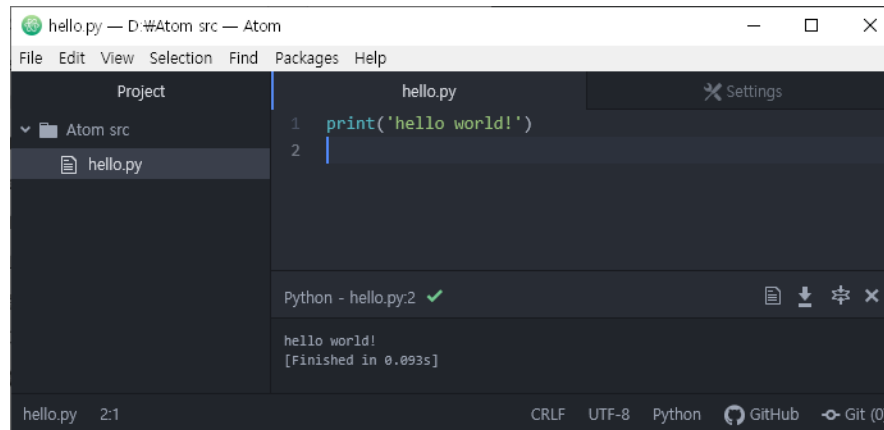 hello.py — D:₩Atom src — Atom
File Edit View Selection Find Packages Help
Project
Atom src
hello.py
hello.py
Settings
1 print('hello world!')
2
Python - hello.py:2
hello world!
[Finished in 0.093s]
hello.py 2:1 CRLF UTF-8 Python GitHub Git (0